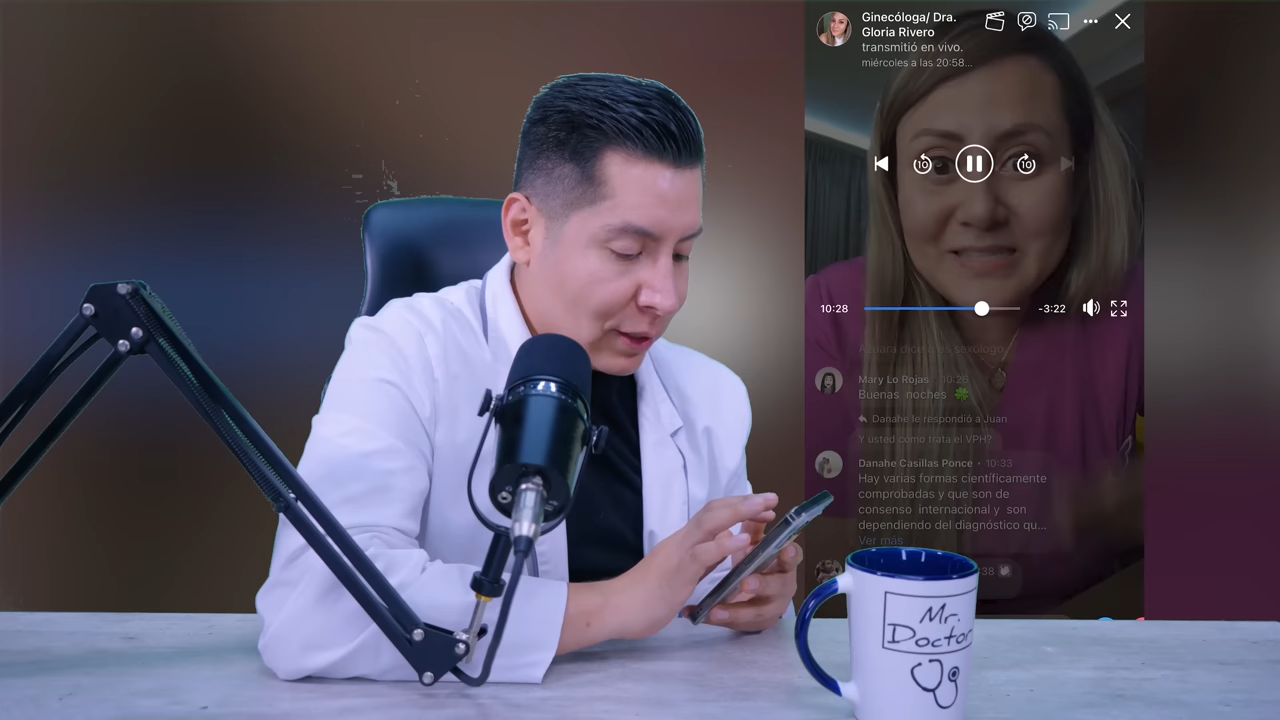 Ginecóloga/ Dra.
Gloria Rivero
transmitió en vivo.
miércoles a las 20:58...
10
10
10:28
-3:22
Mary Lo Rojas · 10:28
Buenas noches
Danahe le respondió a Juan
Y usted como trata el VPH?
Danahe Casillas Ponce • 10:33
Hay varias formas científicamente
comprobadas y que son de
consenso internacional y son
dependiendo del diagnóstico qu...
Ver más
Mr.
Doctor